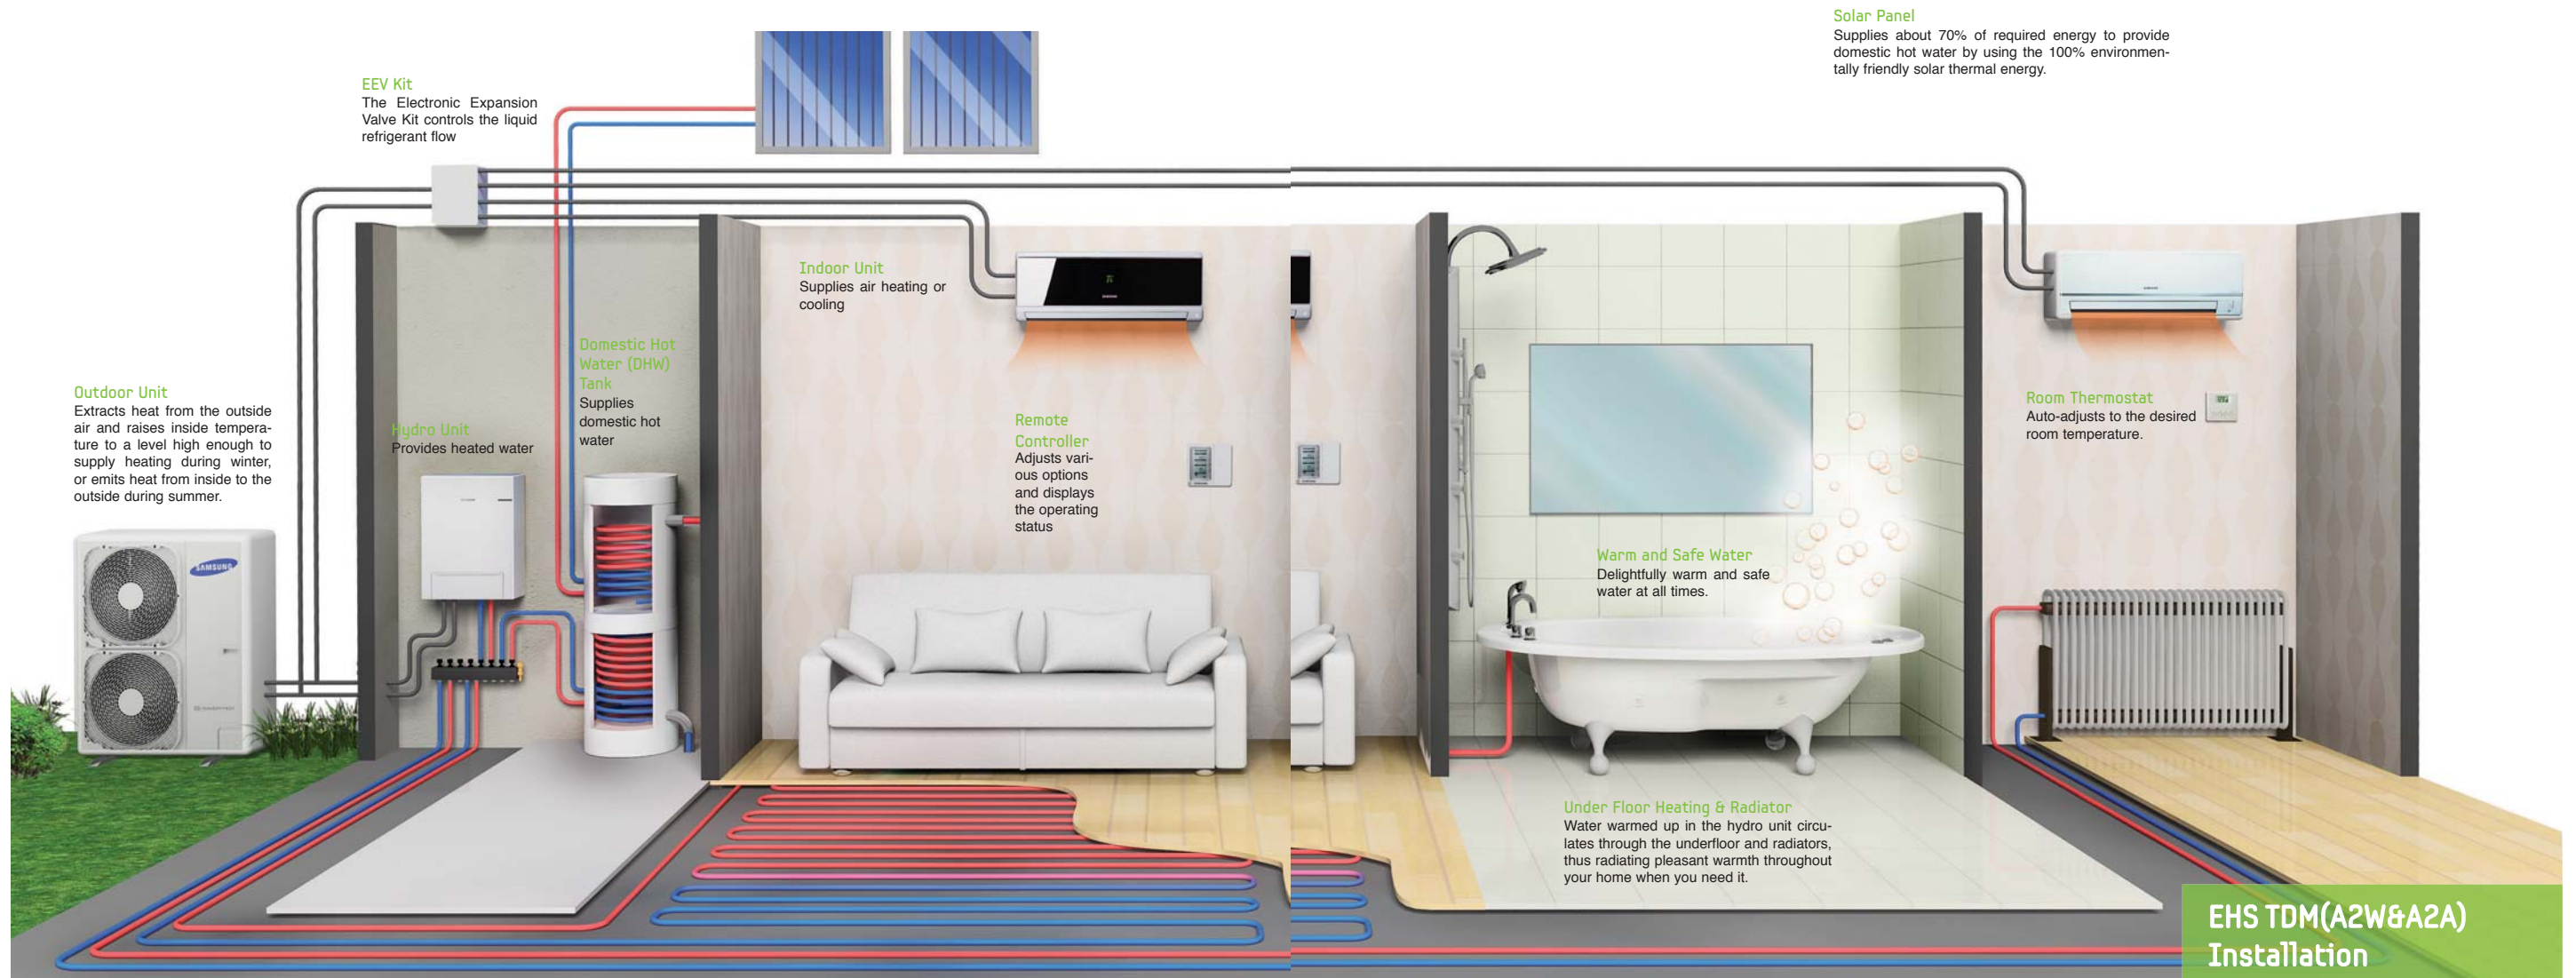 Solar Panel
Supplies about 70% of required energy to provide
domestic hot water by using the 100% environmen-
tally friendly solar thermal energy.
EEV Kit
The Electronic Expansion
Valve Kit controls the liquid
refrigerant flow
Indoor Unit
Supplies air heating or
cooling
Domestic Hot
Water (DHW)
Tank
Supplies
domestic hot
water
Outdoor Unit
Extracts heat from the outside
air and raises inside tempera-
ture to a level high enough to
supply heating during winter,
or emits heat from inside to the
outside during summer.
Hydro Unit
Provides heated water
Remote
Controller
Adjusts vari-
ous options
and displays
the operating
status
Room Thermostat
Auto-adjusts to the desired
room temperature.
SAMSUNG
Warm and Safe Water
Delightfully warm and safe
water at all times.
Under Floor Heating & Radiator
Water warmed up in the hydro unit circu-
lates through the underfloor and radiators,
thus radiating pleasant warmth throughout
your home when you need it.
EHS TDM(A2W&A2A)
Installation